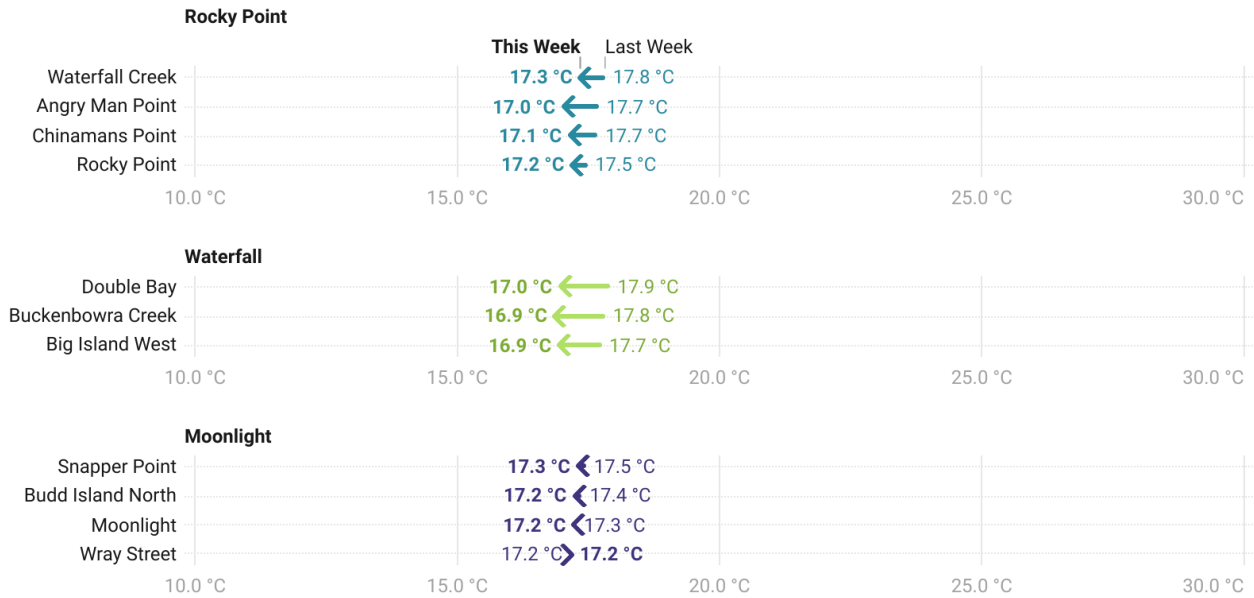 Rocky Point
This Week Last Week
Waterfall Creek 17.3 °C 17.8 °C
Angry Man Point 17.0 °C 17.7 °C
Chinamans Point 17.1 °C 17.7 °C
Rocky Point 17.2 °C 17.5 °C
10.0 °C 15.0 °C 20.0 °C 25.0 °C 30.0 °C
Waterfall
Double Bay 17.0 °C 17.9 °C
Buckenbowra Creek 16.9 °C 17.8 °C
Big Island West 16.9 °C 17.7 °C
10.0 °C 15.0 °C 20.0 °C 25.0 °C 30.0 °C
Moonlight
Snapper Point 17.3 °C 17.5 °C
Budd Island North 17.2 °C 17.4 °C
Moonlight 17.2 °C 17.3 °C
Wray Street 17.2 °C 17.2 °C
10.0 °C 15.0 °C 20.0 °C 25.0 °C 30.0 °C